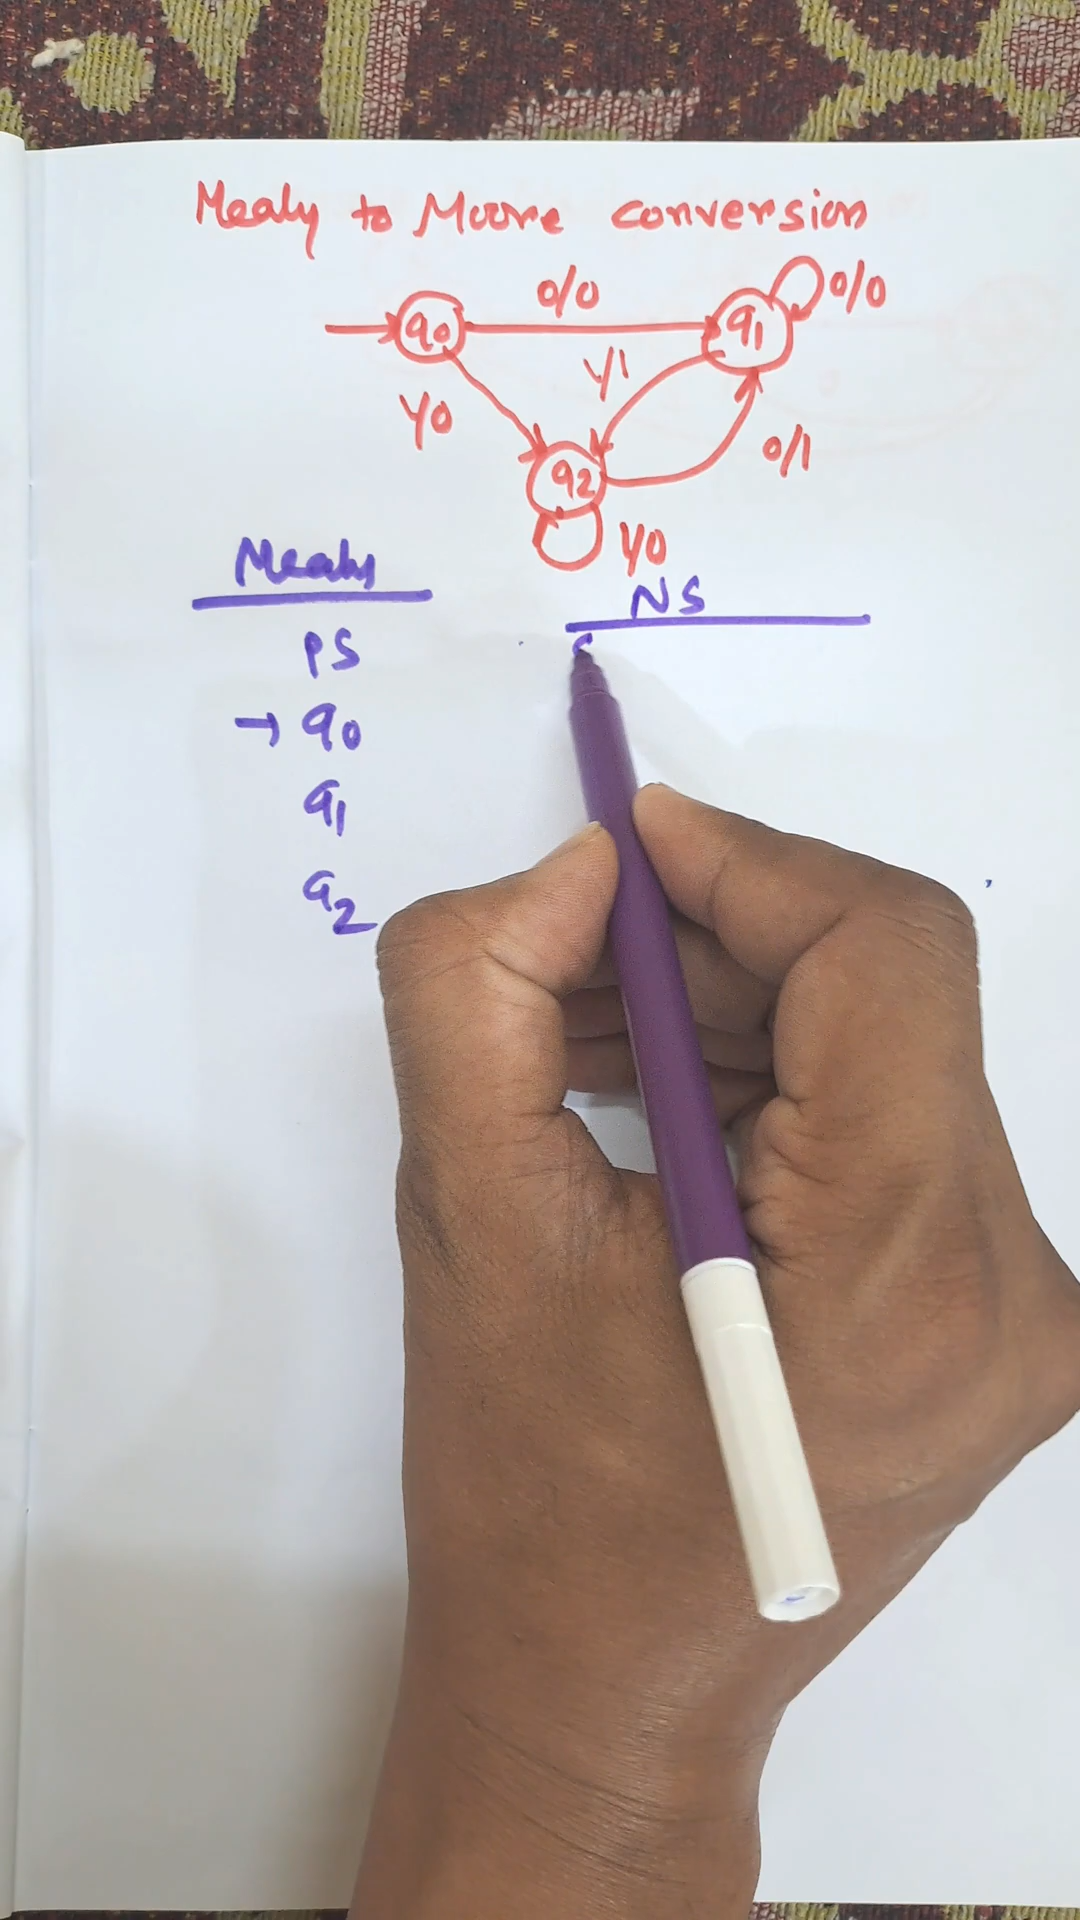 Mealy to Moore conversion
0/0
q0
q1
0/0
1/1
1/0
q2
0/1
1/0
Mealy
NS
PS
→ q0
q1
q2